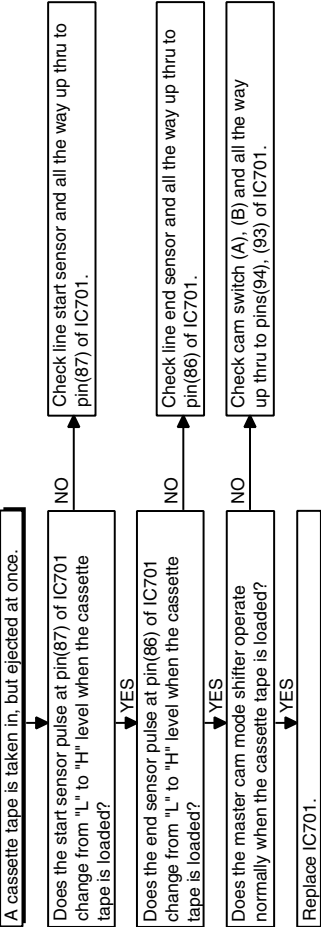 A cassette tape is taken in, but ejected at once.
Does the start sensor pulse at pin(87) of IC701
change from "L" to "H" level when the cassette
tape is loaded?
NO
Check line start sensor and all the way up thru to
pin(87) of IC701.
YES
Does the end sensor pulse at pin(86) of IC701
change from "L" to "H" level when the cassette
tape is loaded?
NO
Check line end sensor and all the way up thru to
pin(86) of IC701.
YES
Does the master cam mode shifter operate
normally when the cassette tape is loaded?
NO
Check cam switch (A), (B) and all the way
up thru to pins(94), (93) of IC701.
YES
Replace IC701.